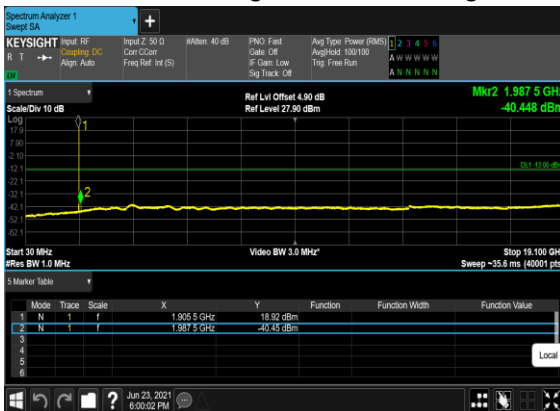 Spectrum Analyzer 1
Swept SA
KEYSIGHT Input: RF Input Z: 50 Ω #Atten: 40 dB PNO: Fast Avg Type: Power (RMS) 1 2 3 4 5 6
R T Coupling: DC Corr CCorr Gate: Off Avg|Hold: 100/100 A W W W W W
Align: Auto Freq Ref: Int (S) IF Gain: Low Trig: Free Run
LV Sig Track: Off A N N N N N
1 Spectrum Ref Lvl Offset 4.90 dB Mkr2 1.987 5 GHz
Scale/Div 10 dB Ref Level 27.90 dBm -40.448 dBm
Log
17.9
7.90
-2.10
-12.1
-22.1
-32.1
-42.1
-52.1
-62.1
1
2
DL1 -13.00 dBm
Start 30 MHz Video BW 3.0 MHz* Stop 19.100 GHz
#Res BW 1.0 MHz Sweep ~35.6 ms (40001 pts)
5 Marker Table
Mode Trace Scale X Y Function Function Width Function Value
1 N 1 f 1.905 5 GHz 18.92 dBm
2 N 1 f 1.987 5 GHz -40.45 dBm
3
4
5
6
Local
? Jun 23, 2021
6:00:02 PM